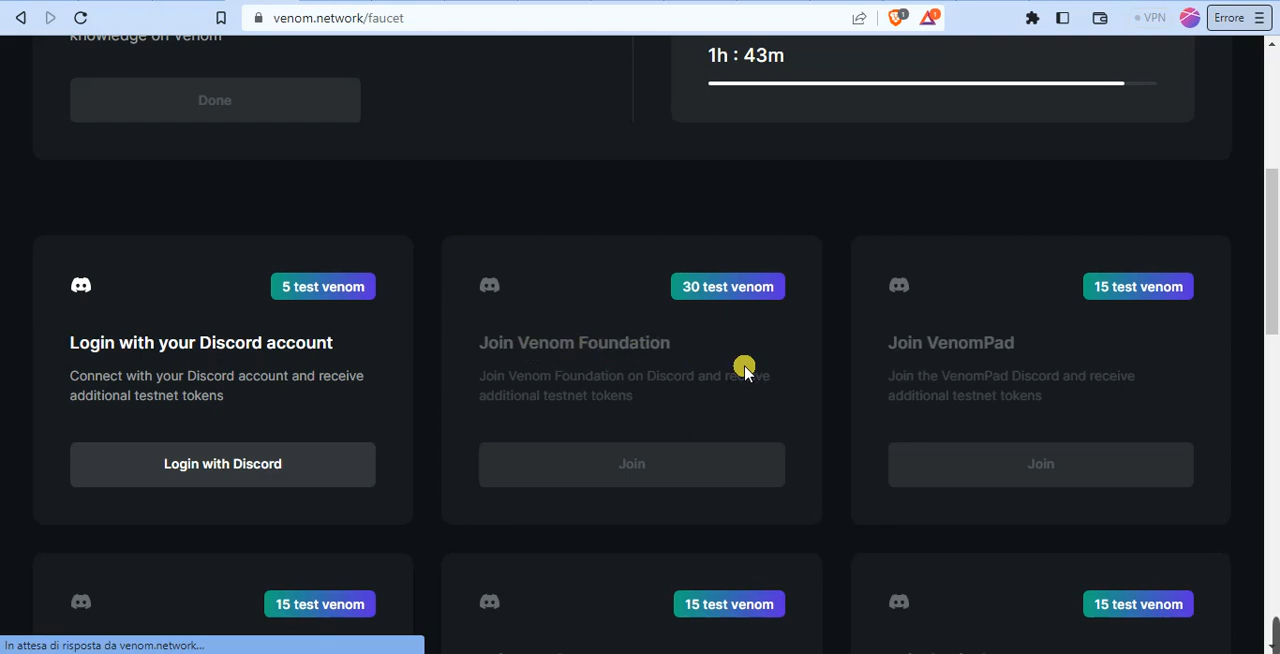 venom.network/faucet
1
1
VPN
Errore
knowledge on Venom
1h : 43m
Done
5 test venom
30 test venom
15 test venom
Login with your Discord account
Join Venom Foundation
Join VenomPad
Connect with your Discord account and receive
additional testnet tokens
Join Venom Foundation on Discord and receive
additional testnet tokens
Join the VenomPad Discord and receive
additional testnet tokens
Login with Discord
Join
Join
15 test venom
15 test venom
15 test venom
In attesa di risposta da venom.network...